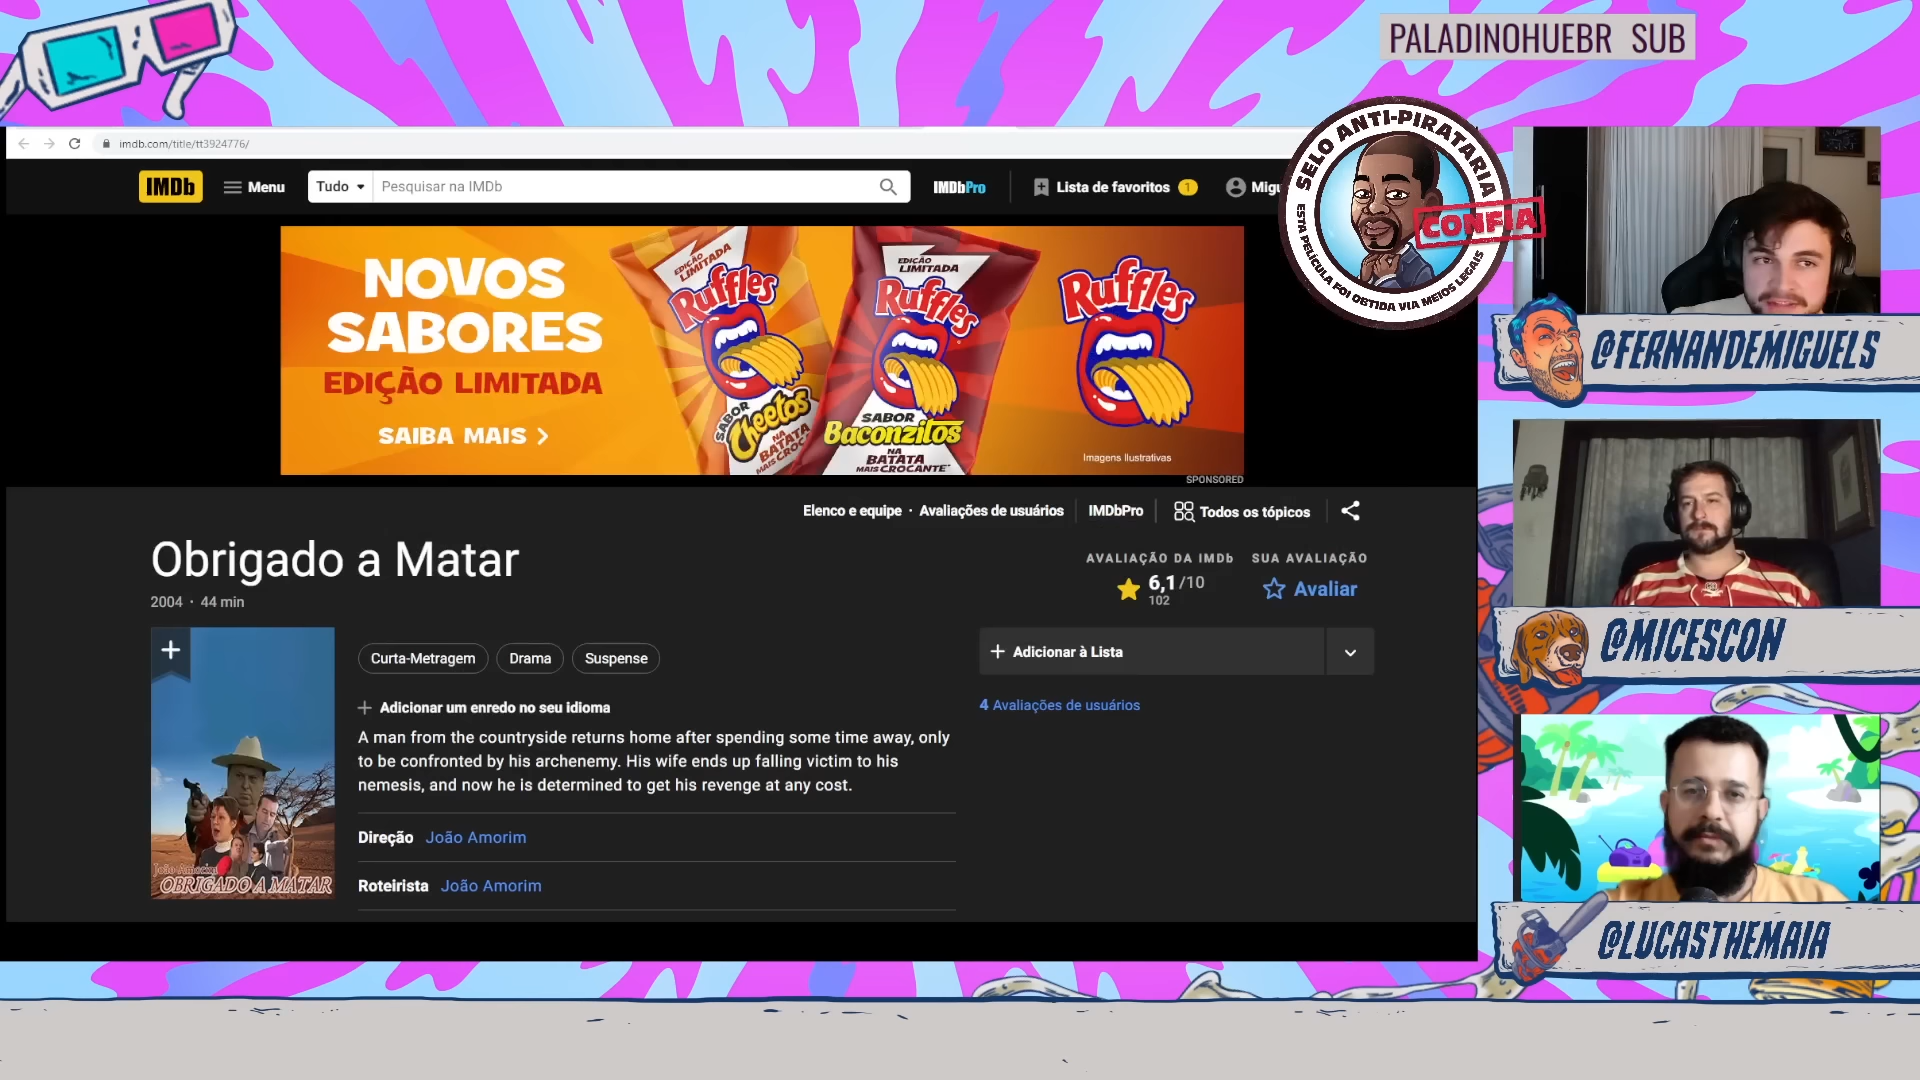 PALADINOHUEBR SUB
imdb.com/title/tt3924776/
IMDb
Menu
Tudo
Pesquisar na IMDb
IMDbPro
Lista de favoritos 1
Migu
SELO ANTI-PIRATARIA
CONFIA
ESTA PELÍCULA FOI OBTIDA VIA MEIOS LEGAIS
NOVOS
SABORES
EDIÇÃO LIMITADA
SAIBA MAIS >
EDIÇÃO
LIMITADA
Ruffles
SABOR
Cheetos
NA
BATATA
MAIS CROC
EDIÇÃO
LIMITADA
Ruffles
SABOR
Baconzitos
NA
BATATA
MAIS CROCANTE*
Ruffles
Imagens Ilustrativas
SPONSORED
Elenco e equipe · Avaliações de usuários
IMDbPro
Todos os tópicos
Obrigado a Matar
2004 · 44 min
AVALIAÇÃO DA IMDb
6,1/10
102
SUA AVALIAÇÃO
Avaliar
João Amorim
OBRIGADO A MATAR
Curta-Metragem
Drama
Suspense
+ Adicionar um enredo no seu idioma
A man from the countryside returns home after spending some time away, only
to be confronted by his archenemy. His wife ends up falling victim to his
nemesis, and now he is determined to get his revenge at any cost.
Direção João Amorim
Roteirista João Amorim
+ Adicionar à Lista
4 Avaliações de usuários
@FERNANDEMIGUELS
@MICESCON
@LUCASTHEMAIA